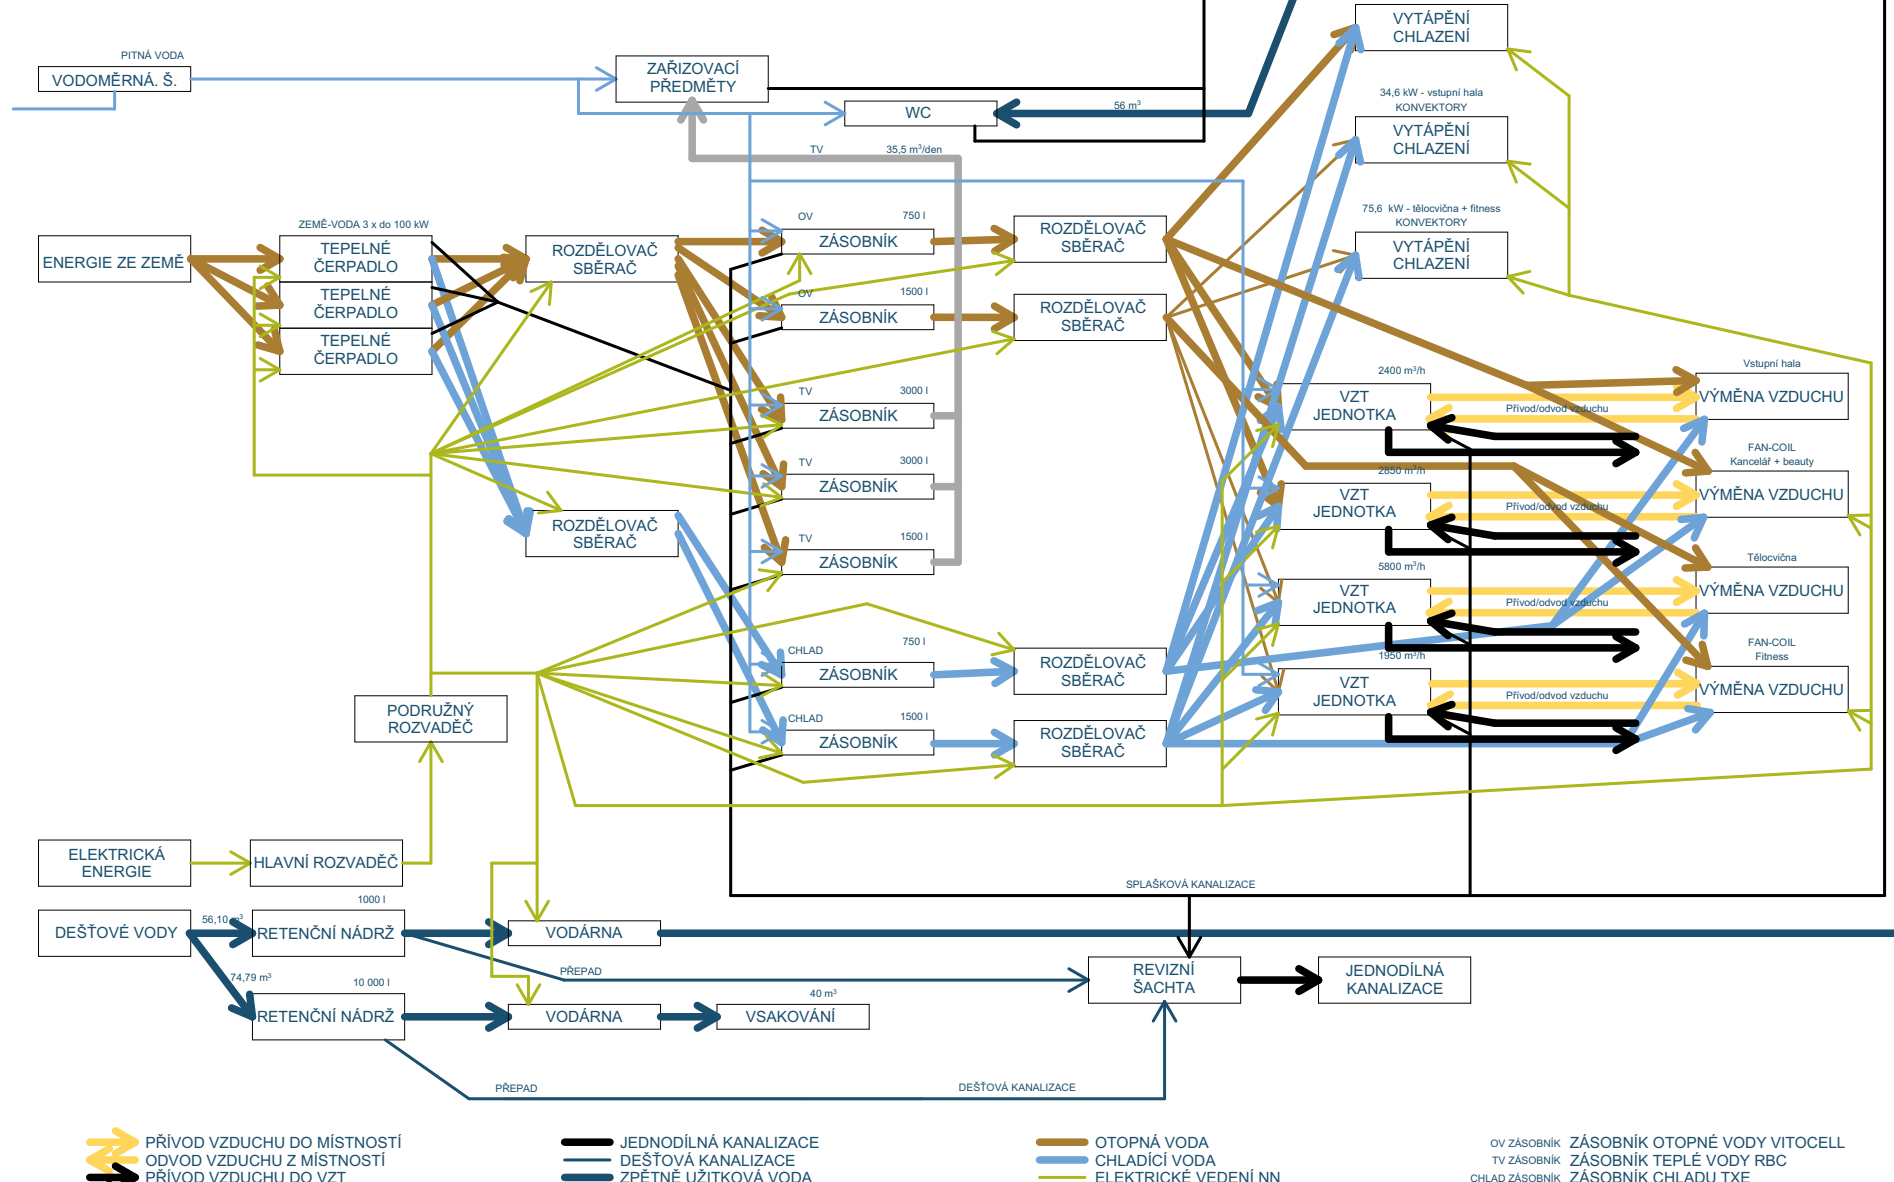 VYTÁPĚNÍ
CHLAZENÍ
PITNÁ VODA
VODOMĚRNÁ. Š.
ZAŘIZOVACÍ
PŘEDMĚTY
WC
56 m³
34,6 kW - vstupní hala
KONVEKTORY
VYTÁPĚNÍ
CHLAZENÍ
TV
35,5 m³/den
75,6 kW - tělocvična + fitness
KONVEKTORY
VYTÁPĚNÍ
CHLAZENÍ
ENERGIE ZE ZEMĚ
ZEMĚ-VODA 3 x do 100 kW
TEPELNÉ
ČERPADLO
TEPELNÉ
ČERPADLO
TEPELNÉ
ČERPADLO
ROZDĚLOVAČ
SBĚRAČ
OV
750 l
ZÁSOBNÍK
ROZDĚLOVAČ
SBĚRAČ
OV
1500 l
ZÁSOBNÍK
ROZDĚLOVAČ
SBĚRAČ
TV
3000 l
ZÁSOBNÍK
TV
3000 l
ZÁSOBNÍK
TV
1500 l
ZÁSOBNÍK
ROZDĚLOVAČ
SBĚRAČ
CHLAD
750 l
ZÁSOBNÍK
ROZDĚLOVAČ
SBĚRAČ
CHLAD
1500 l
ZÁSOBNÍK
ROZDĚLOVAČ
SBĚRAČ
2400 m³/h
VZT
JEDNOTKA
Přívod/odvod vzduchu
Vstupní hala
VÝMĚNA VZDUCHU
2850 m³/h
VZT
JEDNOTKA
Přívod/odvod vzduchu
FAN-COIL
Kancelář + beauty
VÝMĚNA VZDUCHU
5800 m³/h
VZT
JEDNOTKA
Přívod/odvod vzduchu
Tělocvična
VÝMĚNA VZDUCHU
1950 m³/h
VZT
JEDNOTKA
Přívod/odvod vzduchu
FAN-COIL
Fitness
VÝMĚNA VZDUCHU
PODRUŽNÝ
ROZVADĚČ
ELEKTRICKÁ
ENERGIE
HLAVNÍ ROZVADĚČ
SPLAŠKOVÁ KANALIZACE
DEŠŤOVÉ VODY
56,10 m³
1000 l
RETENČNÍ NÁDRŽ
VODÁRNA
74,79 m³
10 000 l
RETENČNÍ NÁDRŽ
VODÁRNA
40 m³
VSAKOVÁNÍ
PŘEPAD
REVIZNÍ
ŠACHTA
JEDNODÍLNÁ
KANALIZACE
PŘEPAD
DEŠŤOVÁ KANALIZACE
PŘÍVOD VZDUCHU DO MÍSTNOSTÍ
ODVOD VZDUCHU Z MÍSTNOSTÍ
PŘÍVOD VZDUCHU DO VZT
JEDNODÍLNÁ KANALIZACE
DEŠŤOVÁ KANALIZACE
ZPĚTNĚ UŽITKOVÁ VODA
OTOPNÁ VODA
CHLADÍCÍ VODA
ELEKTRICKÉ VEDENÍ NN
OV ZÁSOBNÍK ZÁSOBNÍK OTOPNÉ VODY VITOCELL
TV ZÁSOBNÍK ZÁSOBNÍK TEPLÉ VODY RBC
CHLAD ZÁSOBNÍK ZÁSOBNÍK CHLADU TXE